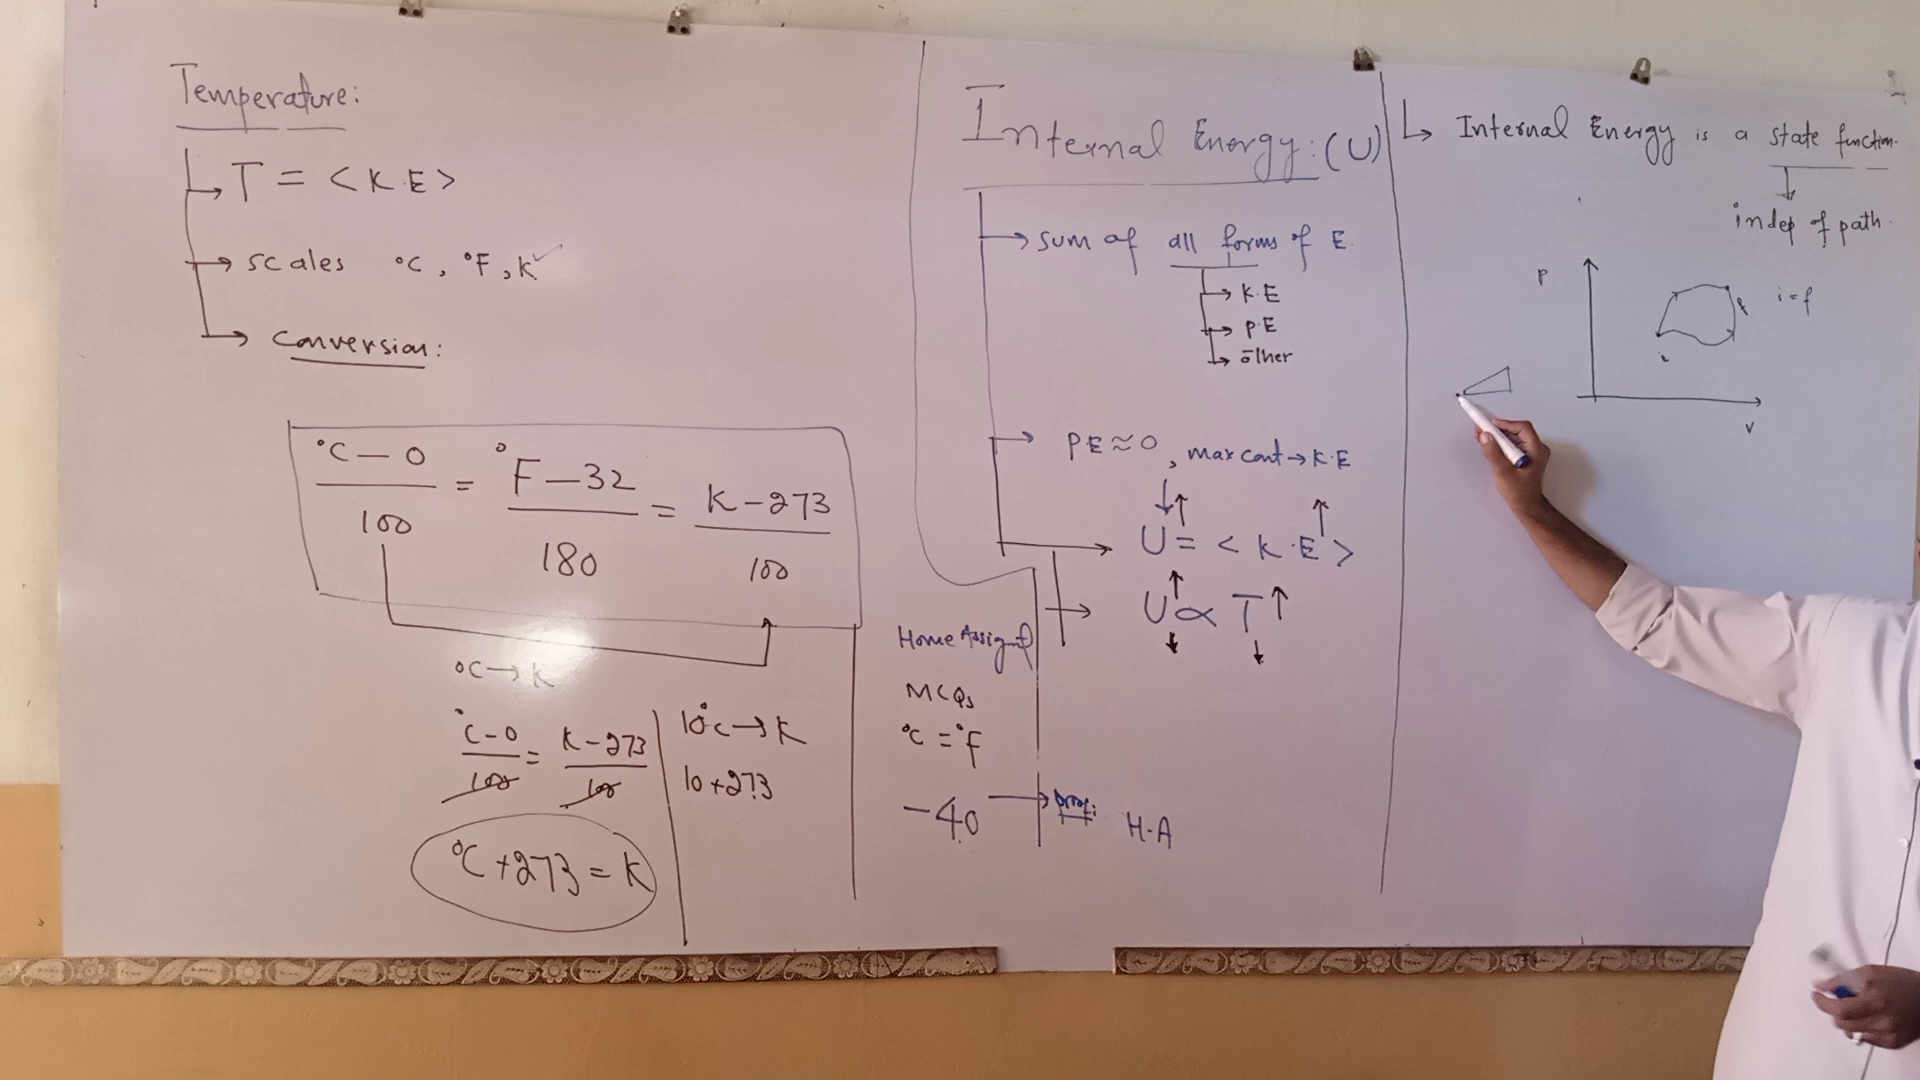 Temperature:
T = <K.E>
scales °C, °F, K
Conversion:
°C - 0 / 100 = °F - 32 / 180 = K - 273 / 100
°C → K
°C - 0 / 100 = K - 273 / 100
°C + 273 = K
10°C → K
10 + 273
Internal Energy: (U)
sum of all forms of E.
K.E
P.E
other
PE ≈ 0, max cont → K.E
U = <K.E>
U ∝ T
Home Assignt
MCQs
°C = °F
-40 → H.A
Internal Energy is a state function.
indep of path.
P
i
f
i = f
V